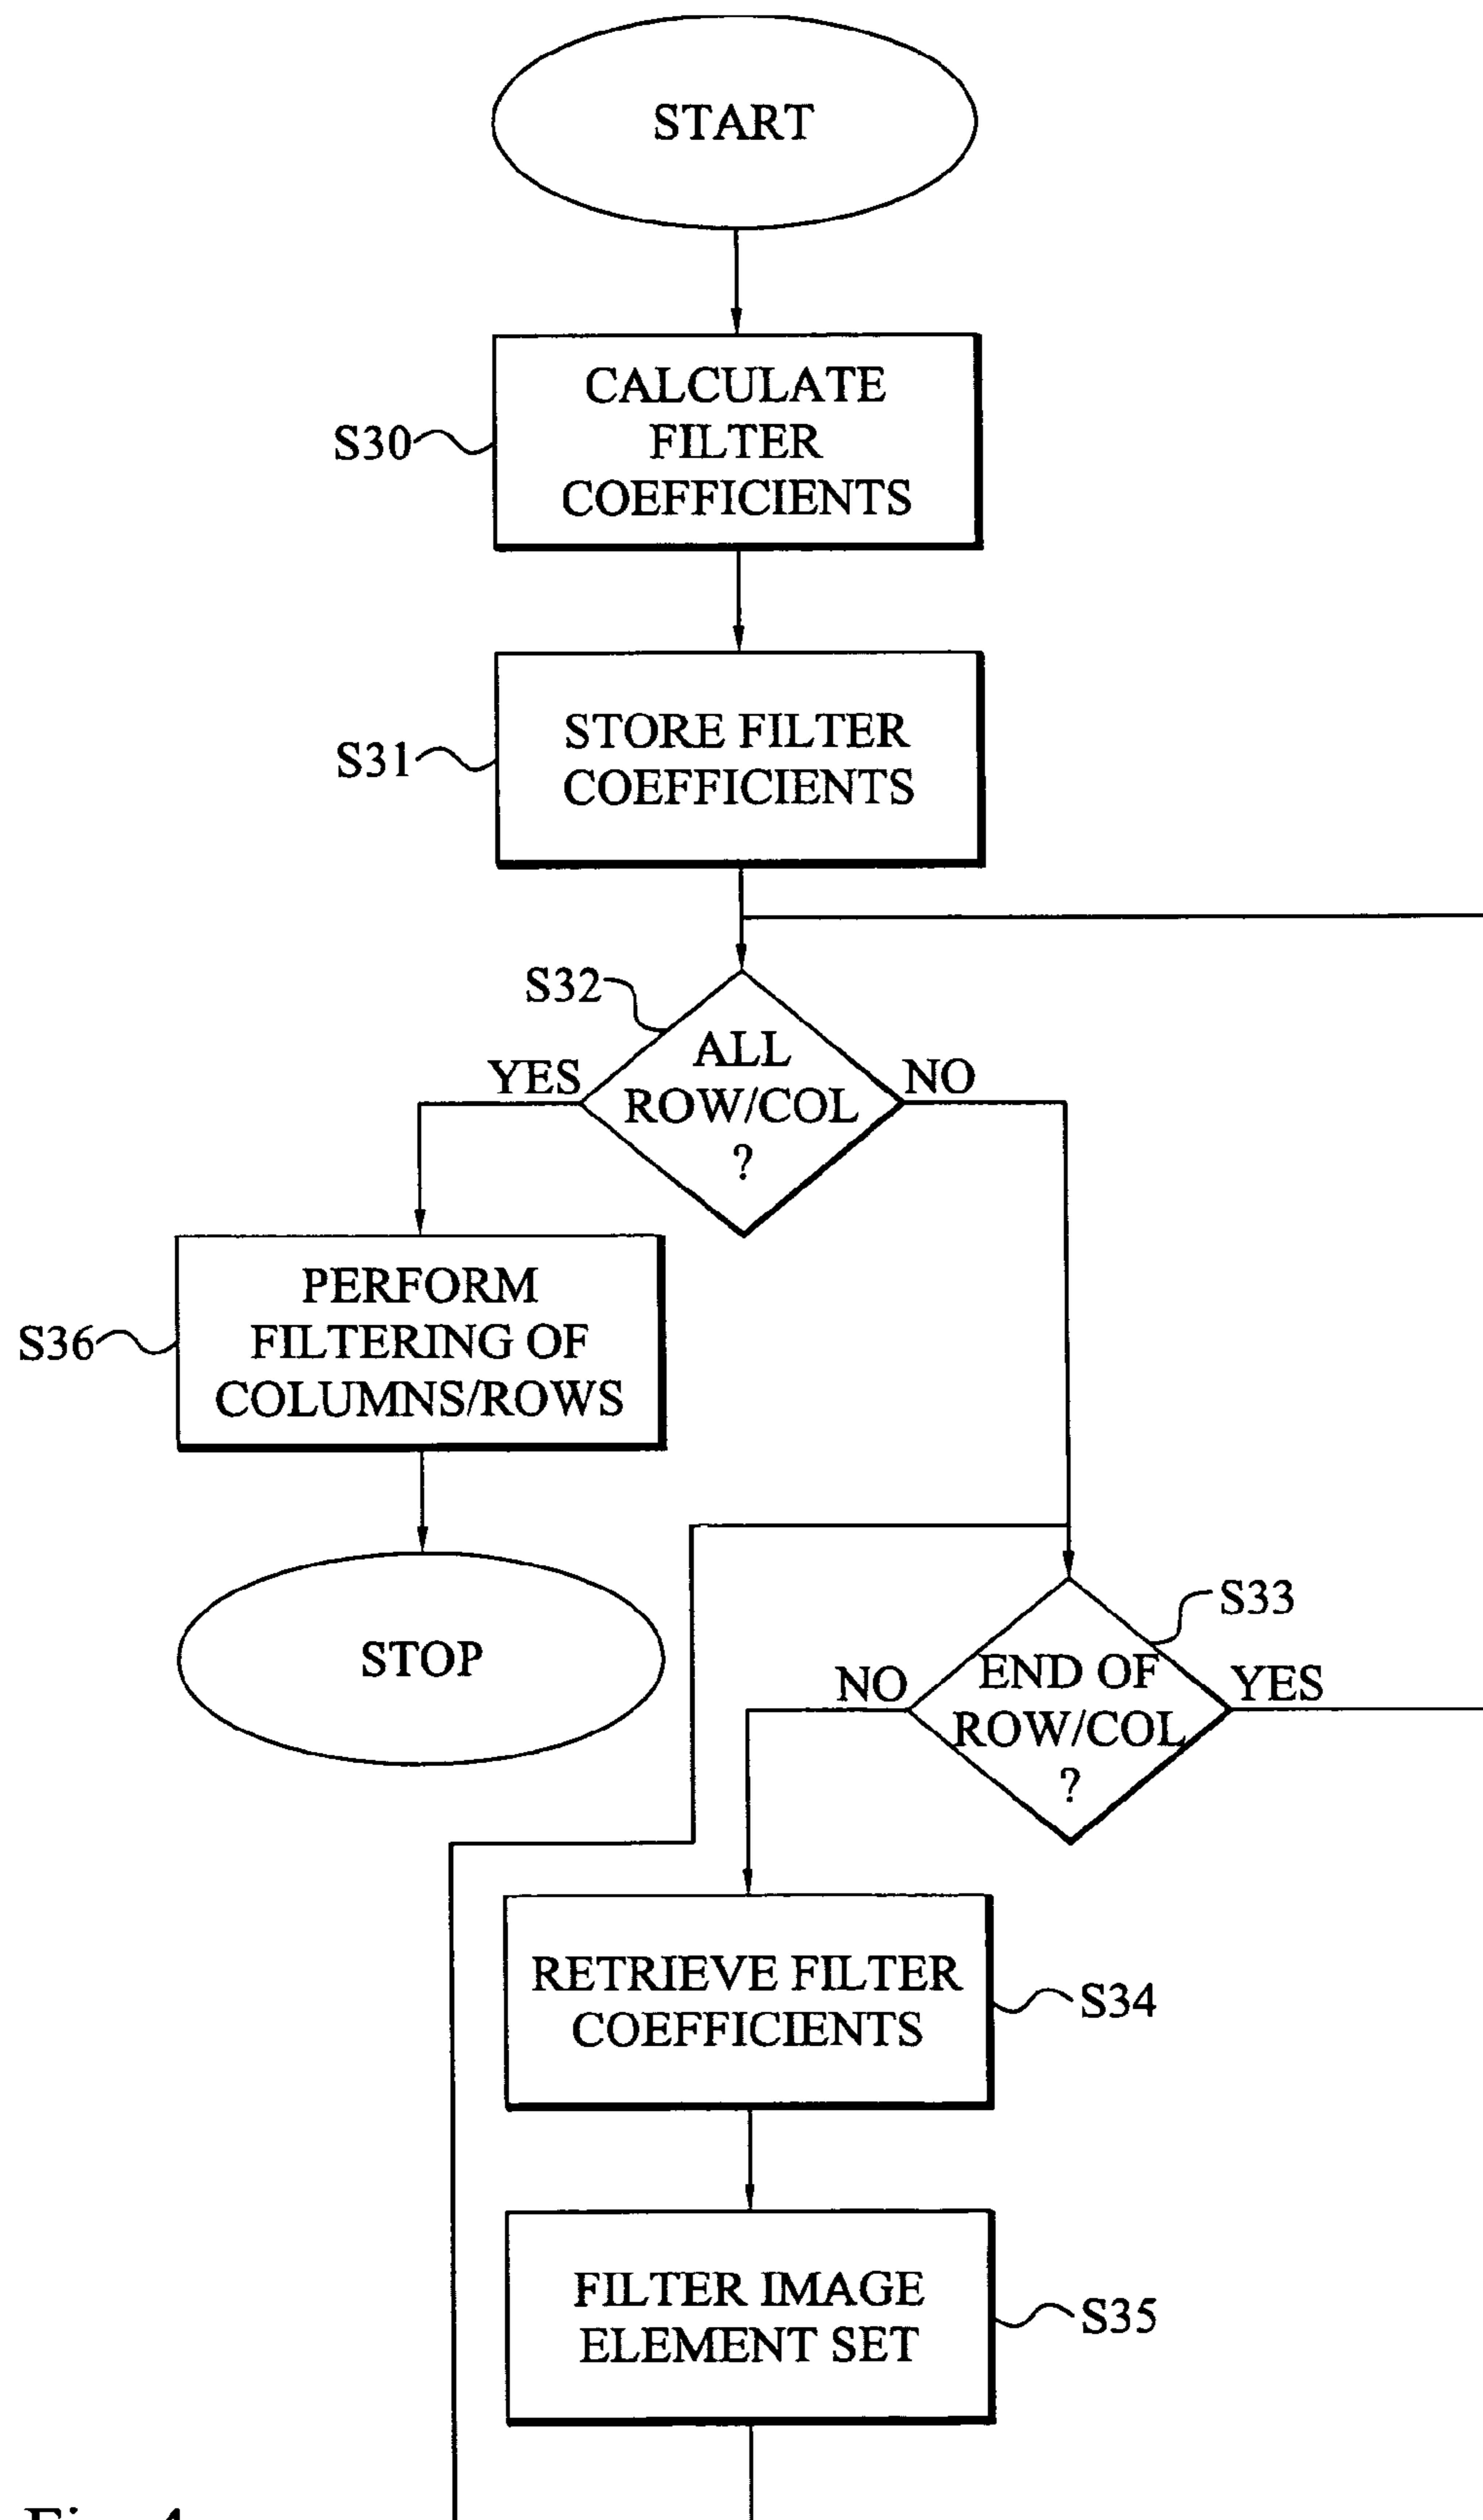 START
CALCULATE
FILTER
COEFFICIENTS
S30
STORE FILTER
COEFFICIENTS
S31
S32
ALL
ROW/COL
?
YES
NO
PERFORM
FILTERING OF
COLUMNS/ROWS
S36
STOP
S33
END OF
ROW/COL
?
NO
YES
RETRIEVE FILTER
COEFFICIENTS
S34
FILTER IMAGE
ELEMENT SET
S35